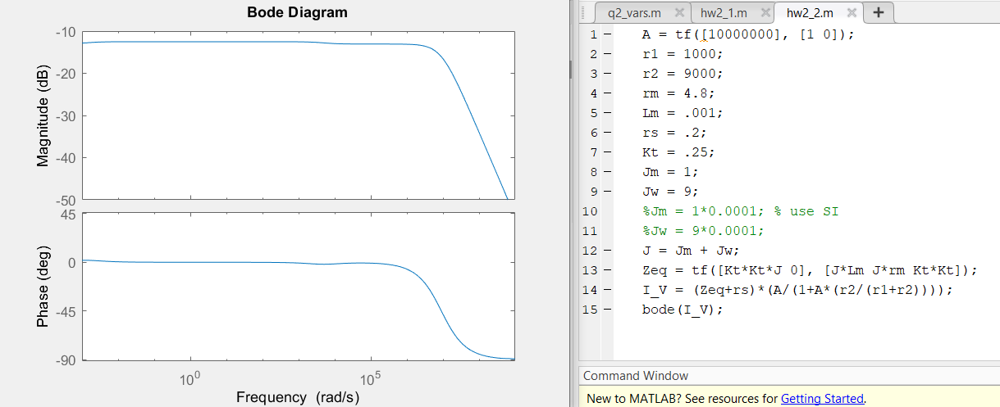 Bode Diagram
Magnitude (dB)
-10
-20
-30
-40
-50
Phase (deg)
45
0
-45
-90
10^0
10^5
Frequency (rad/s)
q2_vars.m
hw2_1.m
hw2_2.m
1 – A = tf([10000000], [1 0]);
2 – r1 = 1000;
3 – r2 = 9000;
4 – rm = 4.8;
5 – Lm = .001;
6 – rs = .2;
7 – Kt = .25;
8 – Jm = 1;
9 – Jw = 9;
10 %Jm = 1*0.0001; % use SI
11 %Jw = 9*0.0001;
12 – J = Jm + Jw;
13 – Zeq = tf([Kt*Kt*J 0], [J*Lm J*rm Kt*Kt]);
14 – I_V = (Zeq+rs)*(A/(1+A*(r2/(r1+r2))));
15 – bode(I_V);
Command Window
New to MATLAB? See resources for Getting Started.